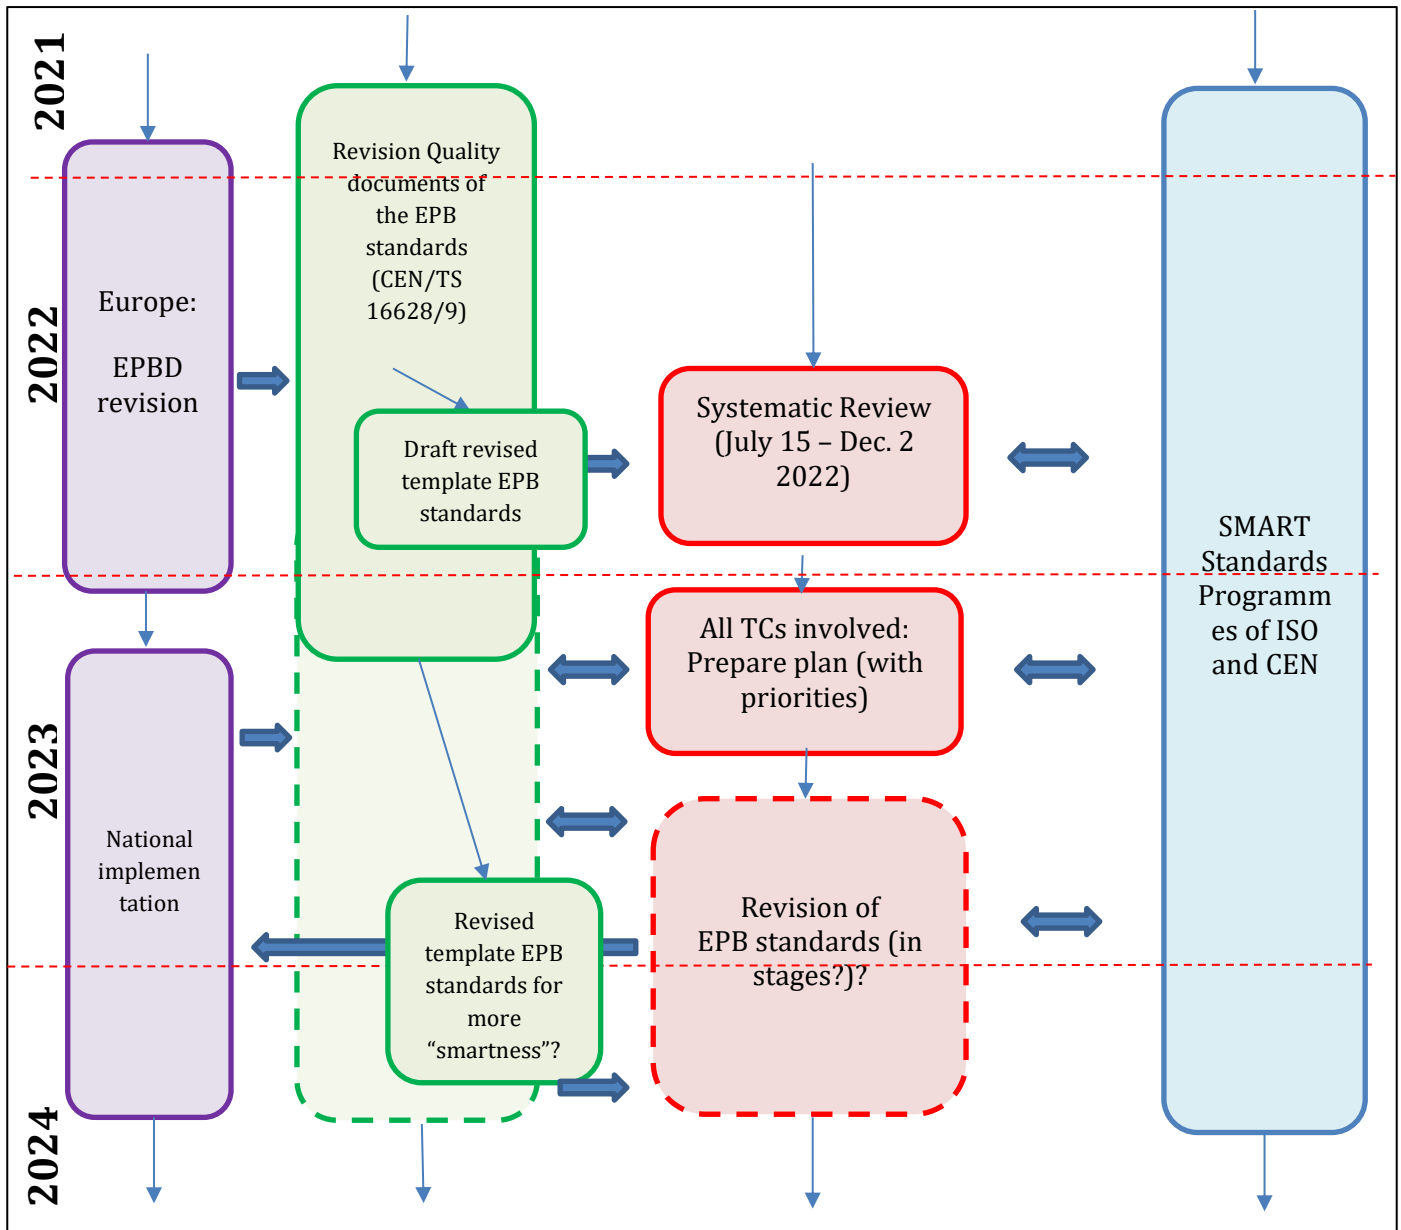 2021
2022
2023
2024
Europe:
EPBD
revision
National
implemen
tation
Revision Quality
documents of
the EPB
standards
(CEN/TS
16628/9)
Draft revised
template EPB
standards
Revised
template EPB
standards for
more
“smartness”?
Systematic Review
(July 15 – Dec. 2
2022)
All TCs involved:
Prepare plan (with
priorities)
Revision of
EPB standards (in
stages?)?
SMART
Standards
Programm
es of ISO
and CEN